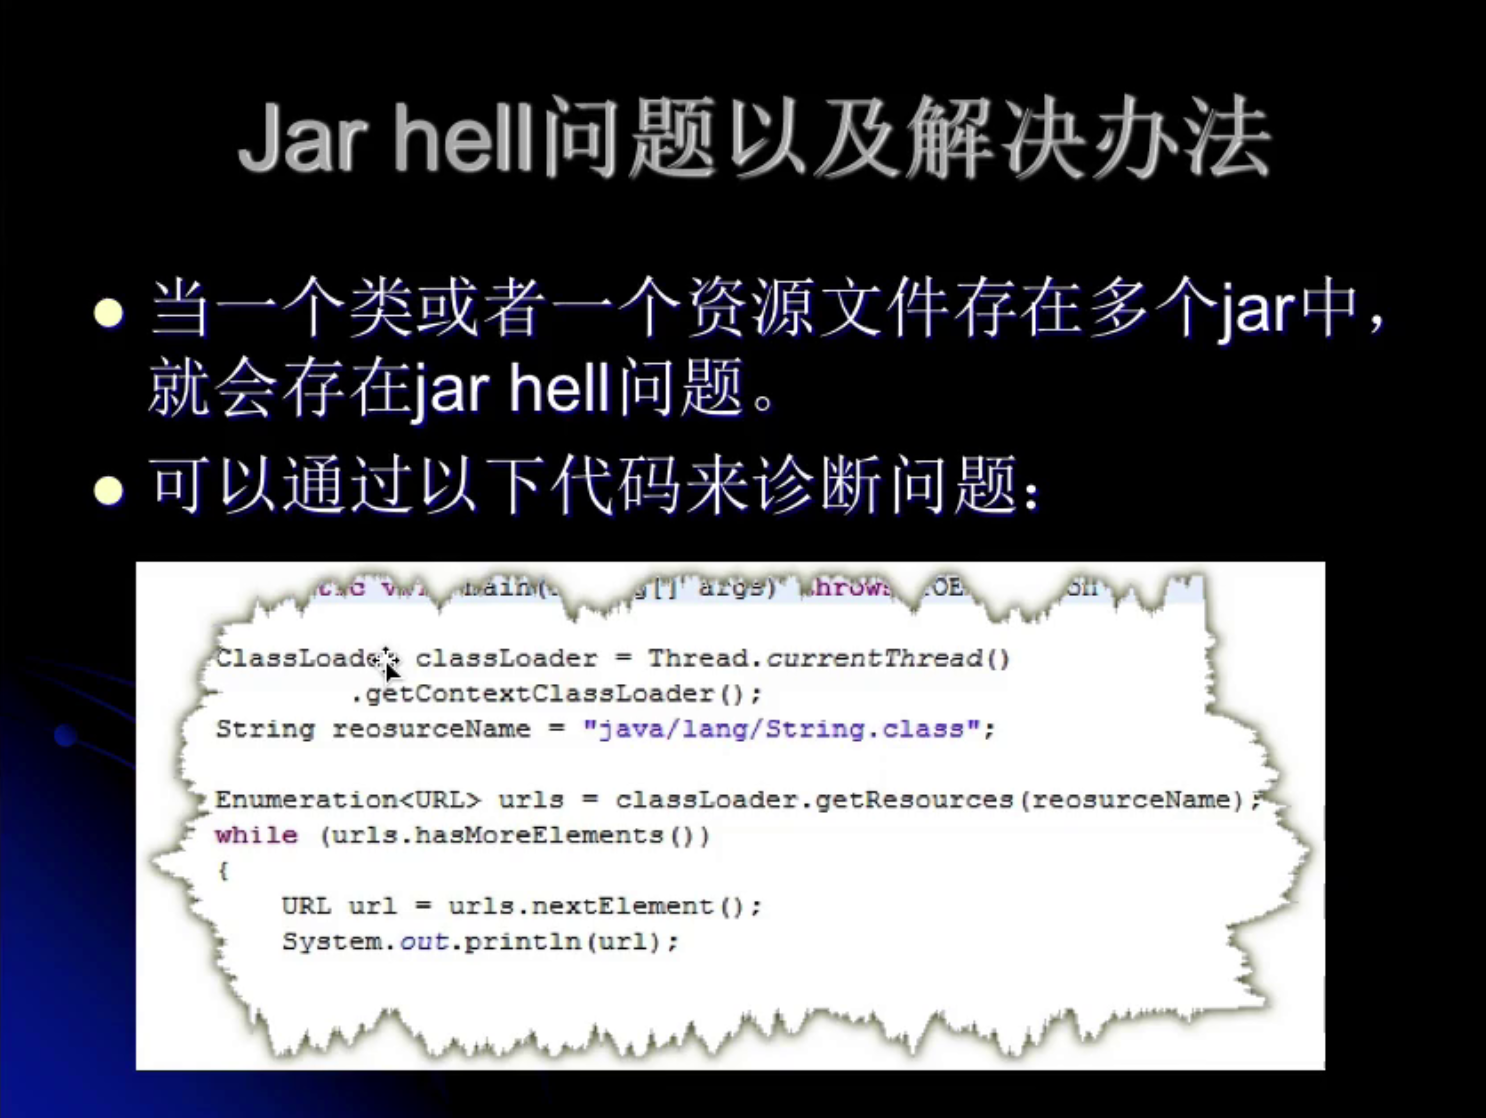 Jar hell问题以及解决办法
当一个类或者一个资源文件存在多个jar中，
就会存在jar hell问题。
可以通过以下代码来诊断问题：
main( args) throws
ClassLoader classLoader = Thread.currentThread()
.getContextClassLoader();
String reosurceName = "java/lang/String.class";
Enumeration<URL> urls = classLoader.getResources(reosurceName);
while (urls.hasMoreElements())
{
URL url = urls.nextElement();
System.out.println(url);